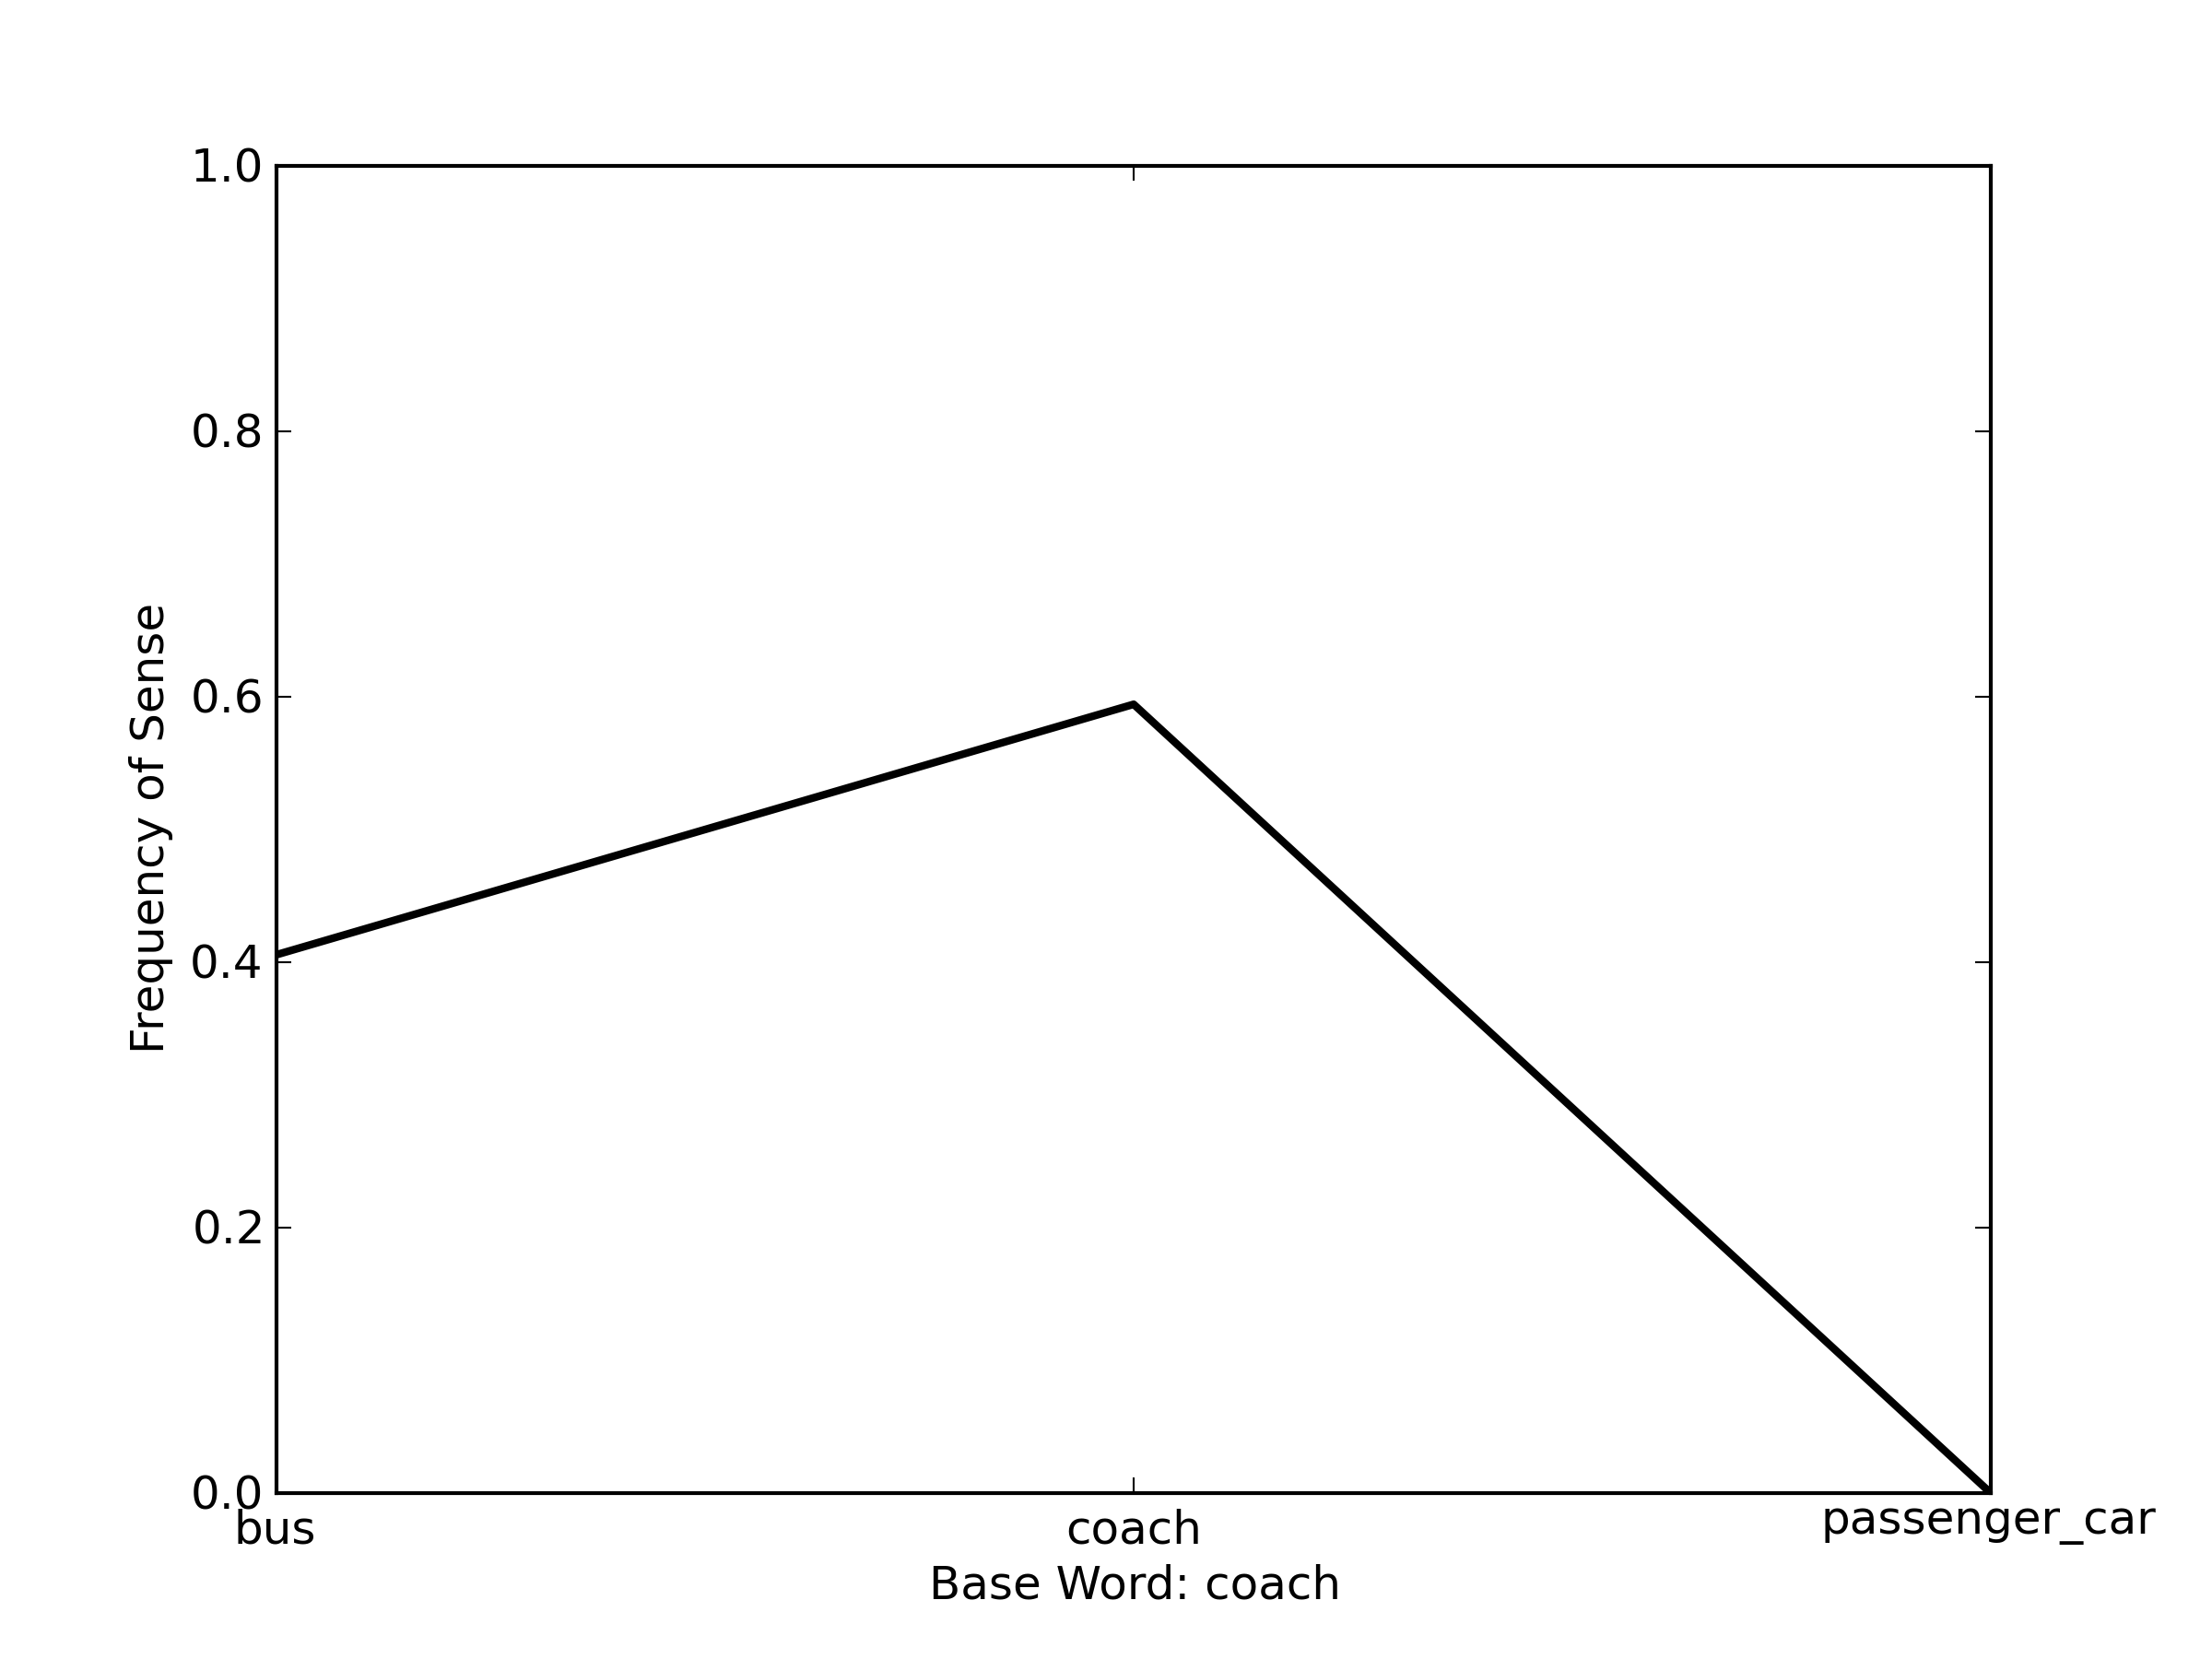 1.0
0.8
0.6
0.4
0.2
0.0
Frequency of Sense
bus
coach
passenger_car
Base Word: coach